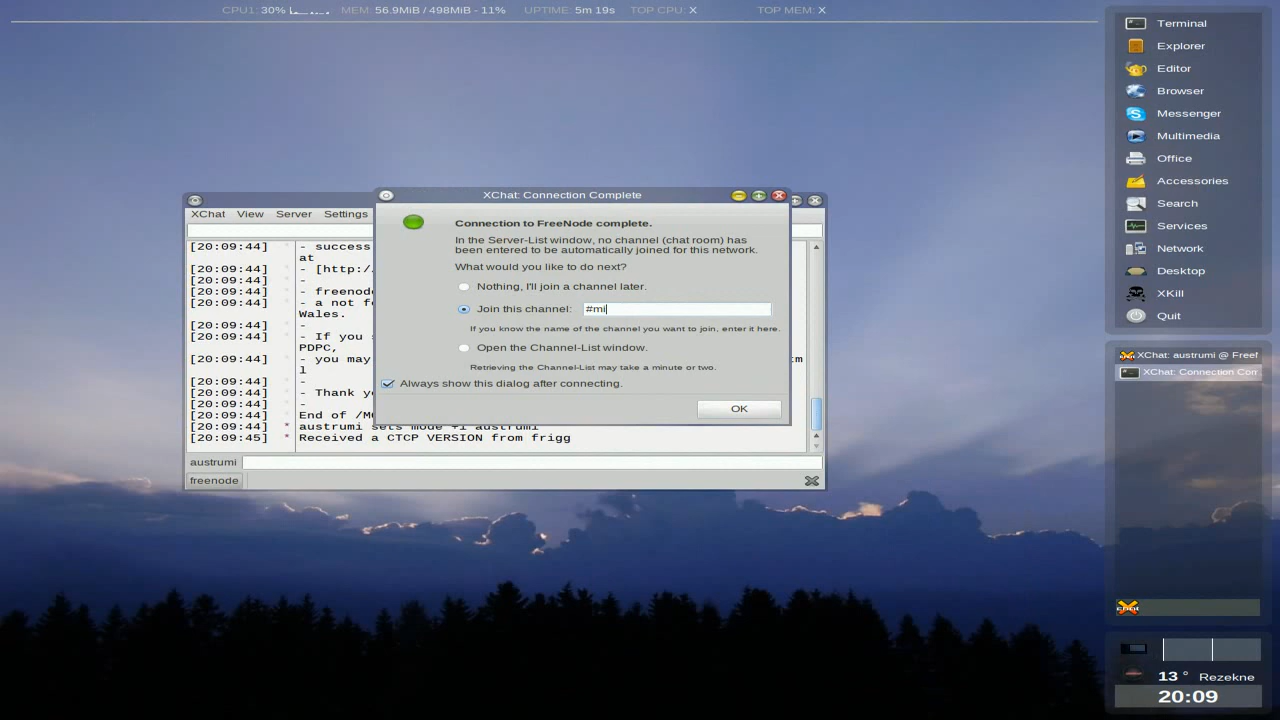 CPU1: 30% MEM: 56.9MiB / 498MiB - 11% UPTIME: 5m 19s TOP CPU: X TOP MEM: X
Terminal
Explorer
Editor
Browser
Messenger
Multimedia
Office
Accessories
Search
Services
Network
Desktop
XKill
Quit
XChat: austrumi @ Freef
XChat: Connection Con
13 ° Rezekne
20:09
XChat View Server Settings
[20:09:44] * - success
at
[20:09:44] * - [http:/
[20:09:44] * -
[20:09:44] * - freenod
[20:09:44] * - a not f
Wales.
[20:09:44] * -
[20:09:44] * - If you
PDPC,
[20:09:44] * - you may tm
l
[20:09:44] * -
[20:09:44] * - Thank y
[20:09:44] * -
[20:09:44] * End of /M
[20:09:44] * austrumi sets mode +i austrumi
[20:09:45] * Received a CTCP VERSION from frigg
austrumi
freenode
XChat: Connection Complete
Connection to FreeNode complete.
In the Server-List window, no channel (chat room) has
been entered to be automatically joined for this network.
What would you like to do next?
Nothing, I'll join a channel later.
Join this channel: #mi
If you know the name of the channel you want to join, enter it here.
Open the Channel-List window.
Retrieving the Channel-List may take a minute or two.
Always show this dialog after connecting.
OK